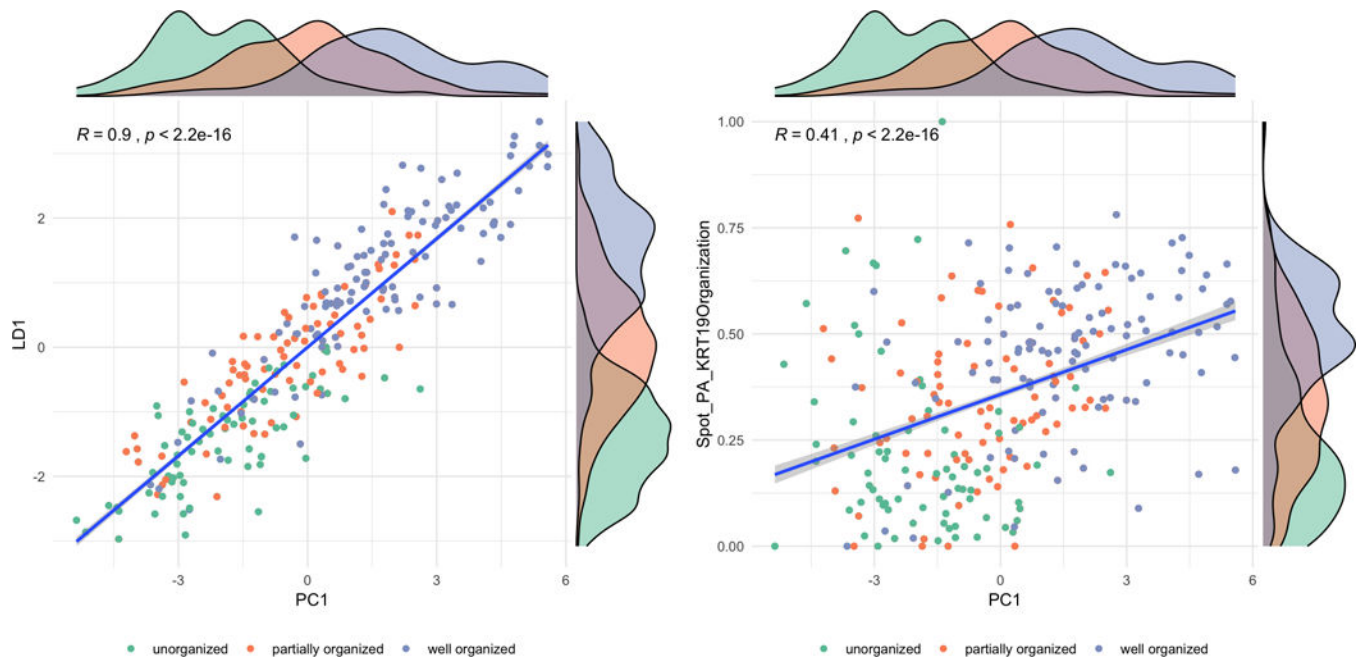 R = 0.9 , p < 2.2e-16
LD1
2
0
-2
-3
0
3
6
PC1
unorganized partially organized well organized
R = 0.41 , p < 2.2e-16
Spot_PA_KRT19Organization
1.00
0.75
0.50
0.25
0.00
-3
0
3
6
PC1
unorganized partially organized well organized